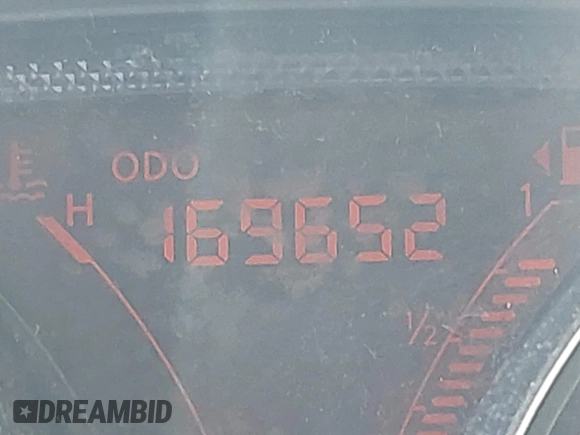 ODO
H 169652 1
1/2
DREAMBID